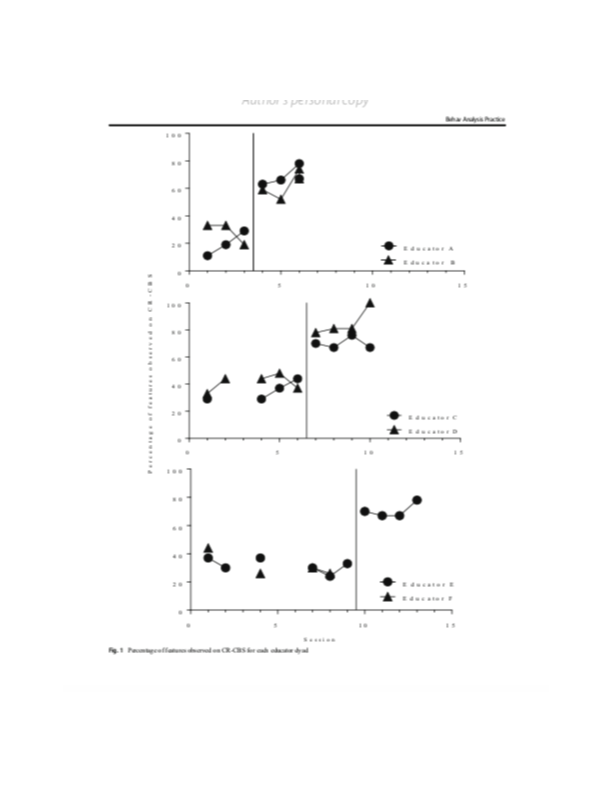 Author's personal copy
Behav Analysis Practice
100
80
60
40
20
0
0 5 10 15
Educator A
Educator B
100
80
60
40
20
0
0 5 10 15
Educator C
Educator D
100
80
60
40
20
0
0 5 10 15
Educator E
Educator F
Percentage of features observed on CR-CBS
Session
Fig. 1 Percentage of features observed on CR-CBS for each educator dyad